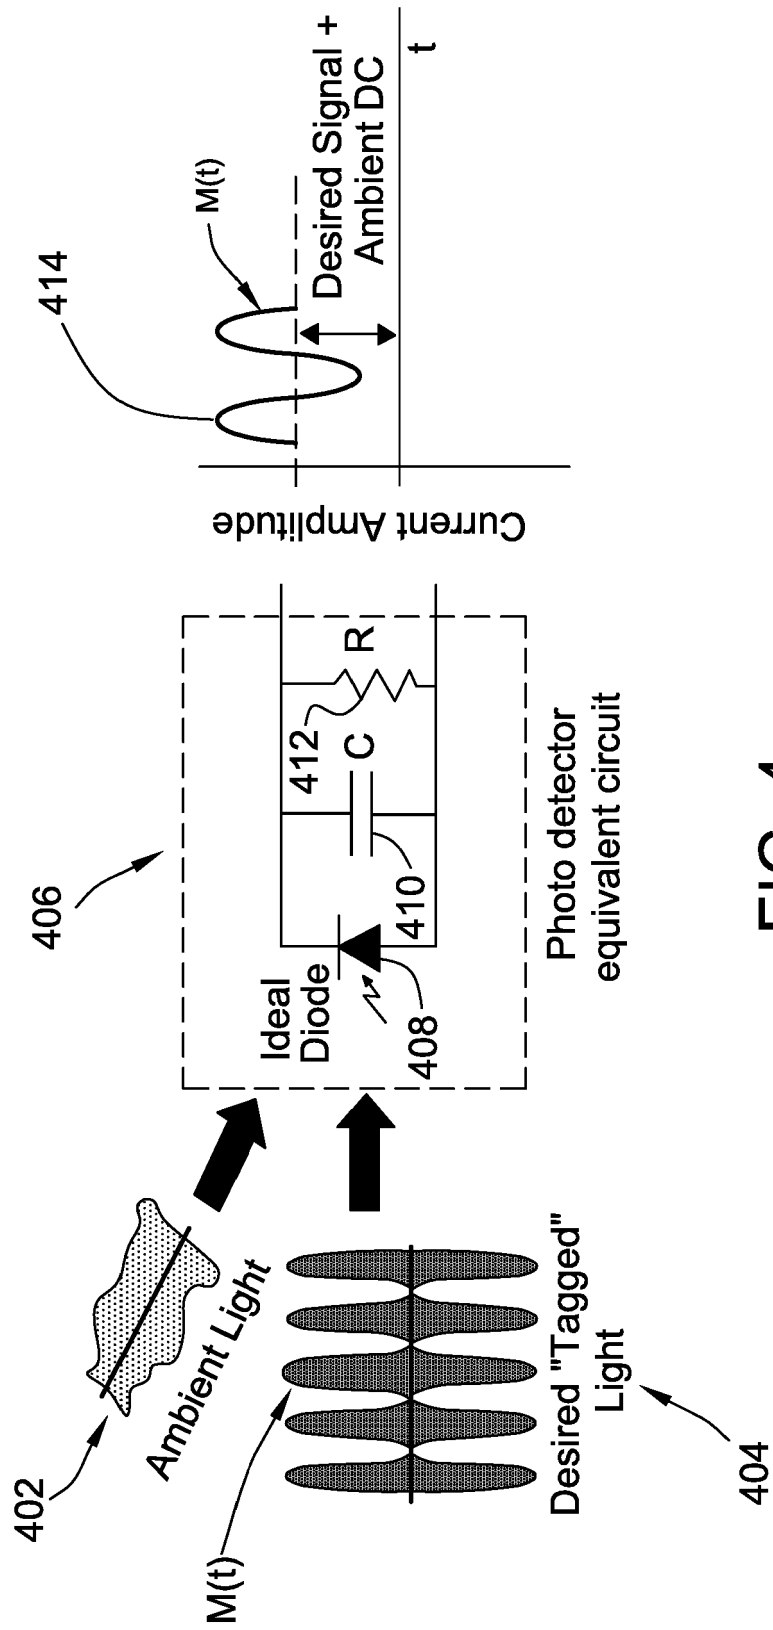 402
Ambient Light
M(t)
Desired "Tagged"
Light
404
406
Ideal
Diode
408
410
C
412
R
Photo detector
equivalent circuit
Current Amplitude
414
M(t)
Desired Signal +
Ambient DC
t